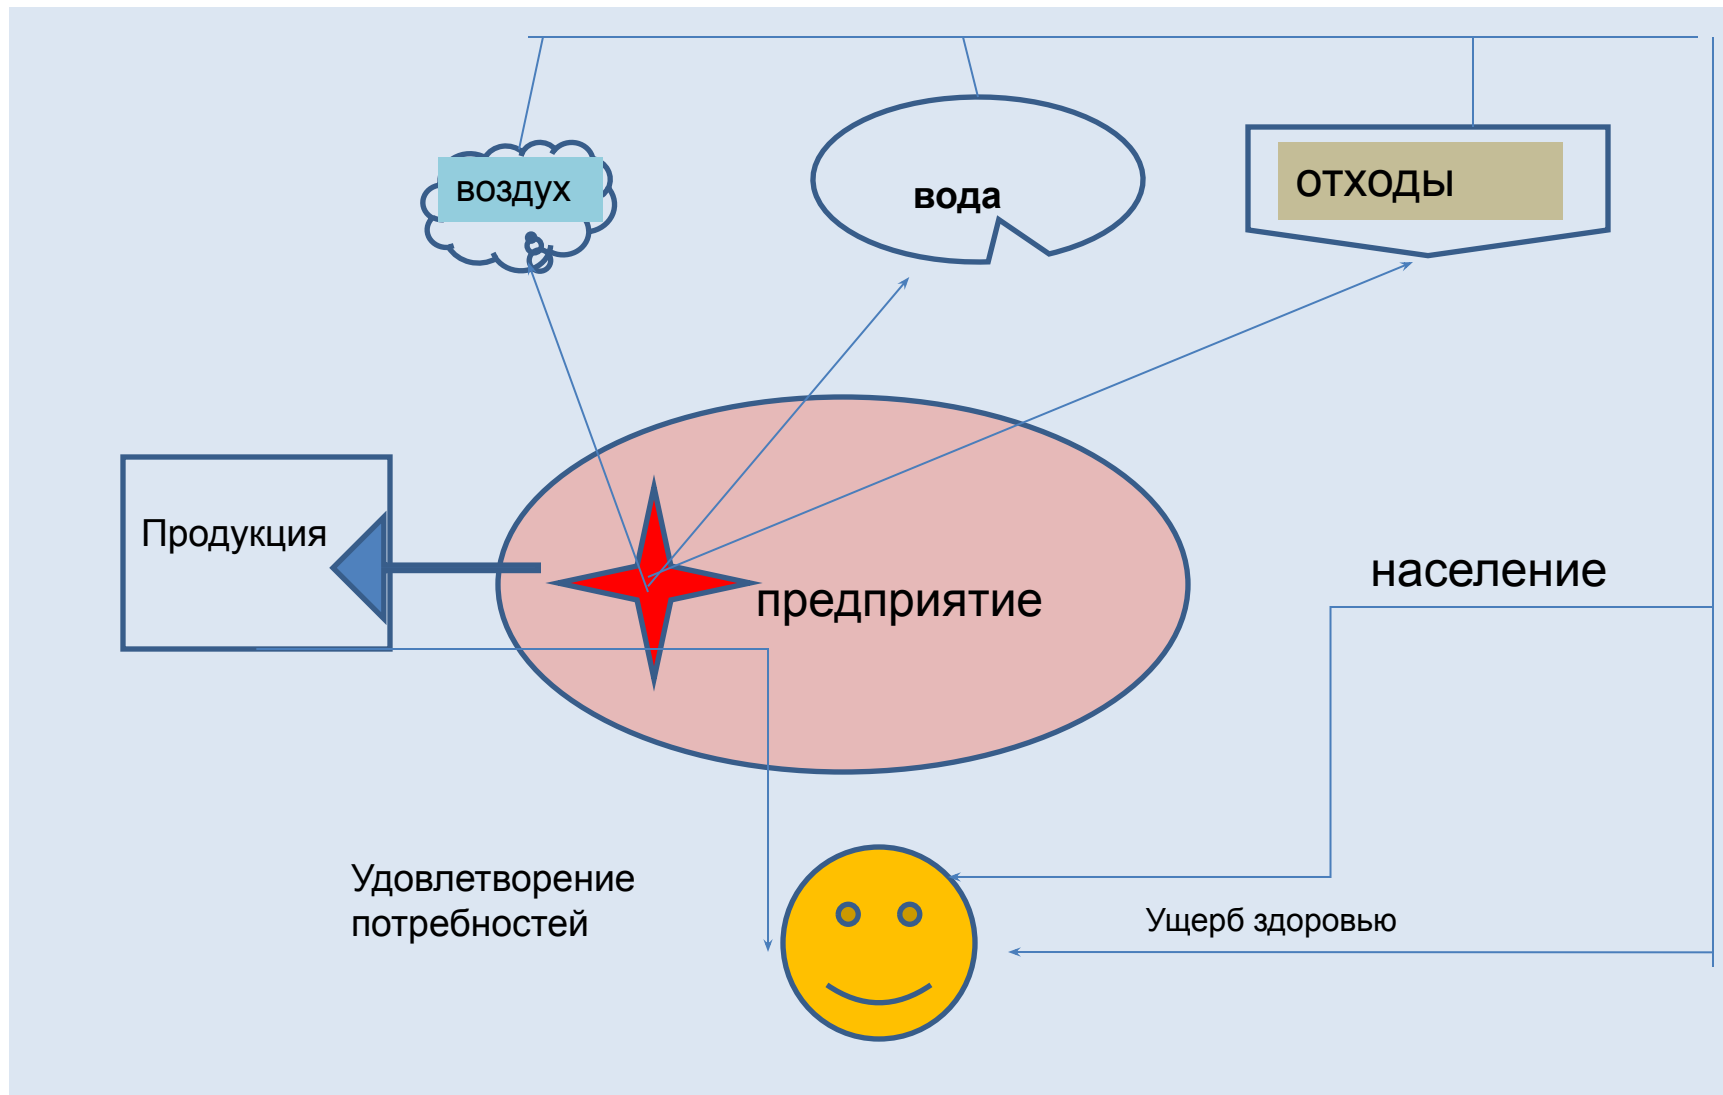 воздух
вода
отходы
Продукция
предприятие
население
Удовлетворение
потребностей
Ущерб здоровью